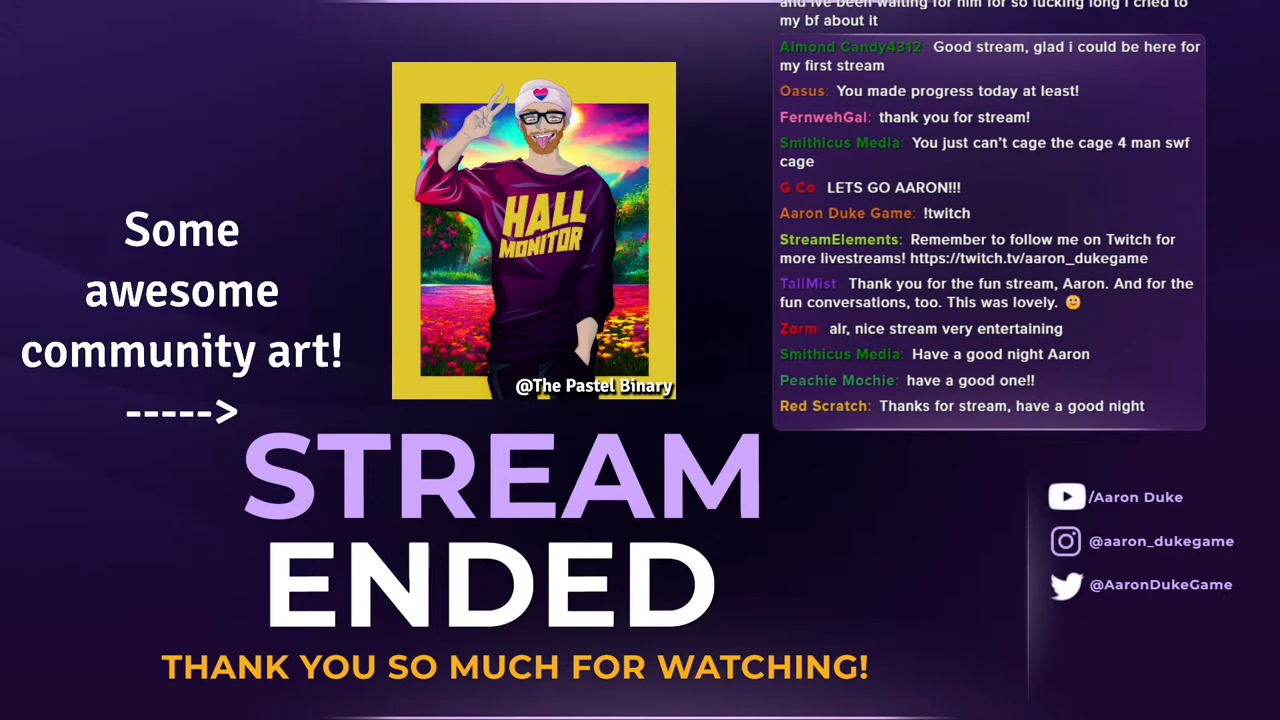 Some
awesome
community art!
----->
HALL
MONITOR
@The Pastel Binary
and ive been waiting for him for so fucking long i cried to
my bf about it
Almond Candy4312: Good stream, glad i could be here for
my first stream
Oasus: You made progress today at least!
FernwehGal: thank you for stream!
Smithicus Media: You just can't cage the cage 4 man swf
cage
G Co: LETS GO AARON!!!
Aaron Duke Game: !twitch
StreamElements: Remember to follow me on Twitch for
more livestreams! https://twitch.tv/aaron_dukegame
TallMist: Thank you for the fun stream, Aaron. And for the
fun conversations, too. This was lovely. 🙂
Zørm: alr, nice stream very entertaining
Smithicus Media: Have a good night Aaron
Peachie Mochie: have a good one!!
Red Scratch: Thanks for stream, have a good night
STREAM
ENDED
THANK YOU SO MUCH FOR WATCHING!
/Aaron Duke
@aaron_dukegame
@AaronDukeGame